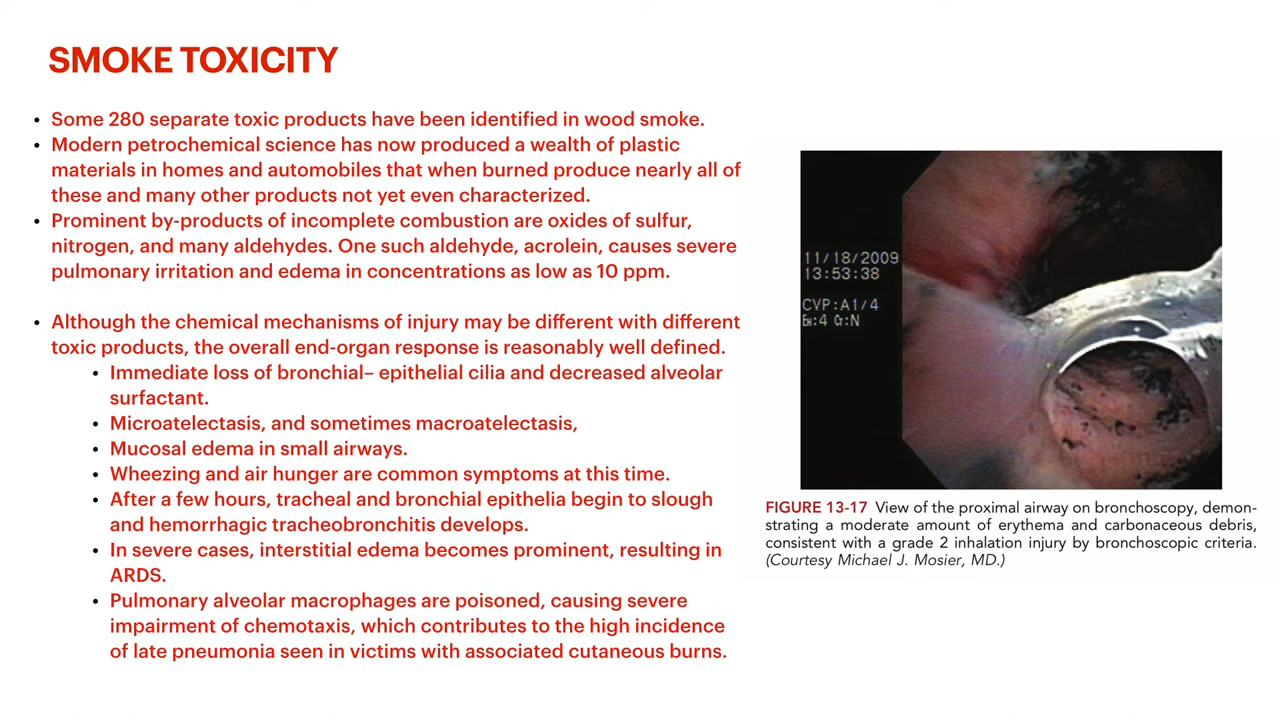 SMOKE TOXICITY
• Some 280 separate toxic products have been identified in wood smoke.
• Modern petrochemical science has now produced a wealth of plastic
materials in homes and automobiles that when burned produce nearly all of
these and many other products not yet even characterized.
• Prominent by-products of incomplete combustion are oxides of sulfur,
nitrogen, and many aldehydes. One such aldehyde, acrolein, causes severe
pulmonary irritation and edema in concentrations as low as 10 ppm.
• Although the chemical mechanisms of injury may be different with different
toxic products, the overall end-organ response is reasonably well defined.
• Immediate loss of bronchial– epithelial cilia and decreased alveolar
surfactant.
• Microatelectasis, and sometimes macroatelectasis,
• Mucosal edema in small airways.
• Wheezing and air hunger are common symptoms at this time.
• After a few hours, tracheal and bronchial epithelia begin to slough
and hemorrhagic tracheobronchitis develops.
• In severe cases, interstitial edema becomes prominent, resulting in
ARDS.
• Pulmonary alveolar macrophages are poisoned, causing severe
impairment of chemotaxis, which contributes to the high incidence
of late pneumonia seen in victims with associated cutaneous burns.
11/18/2009
13:53:38
CVP:A1/4
Eh:4 Cr:N
FIGURE 13-17 View of the proximal airway on bronchoscopy, demon-
strating a moderate amount of erythema and carbonaceous debris,
consistent with a grade 2 inhalation injury by bronchoscopic criteria.
(Courtesy Michael J. Mosier, MD.)